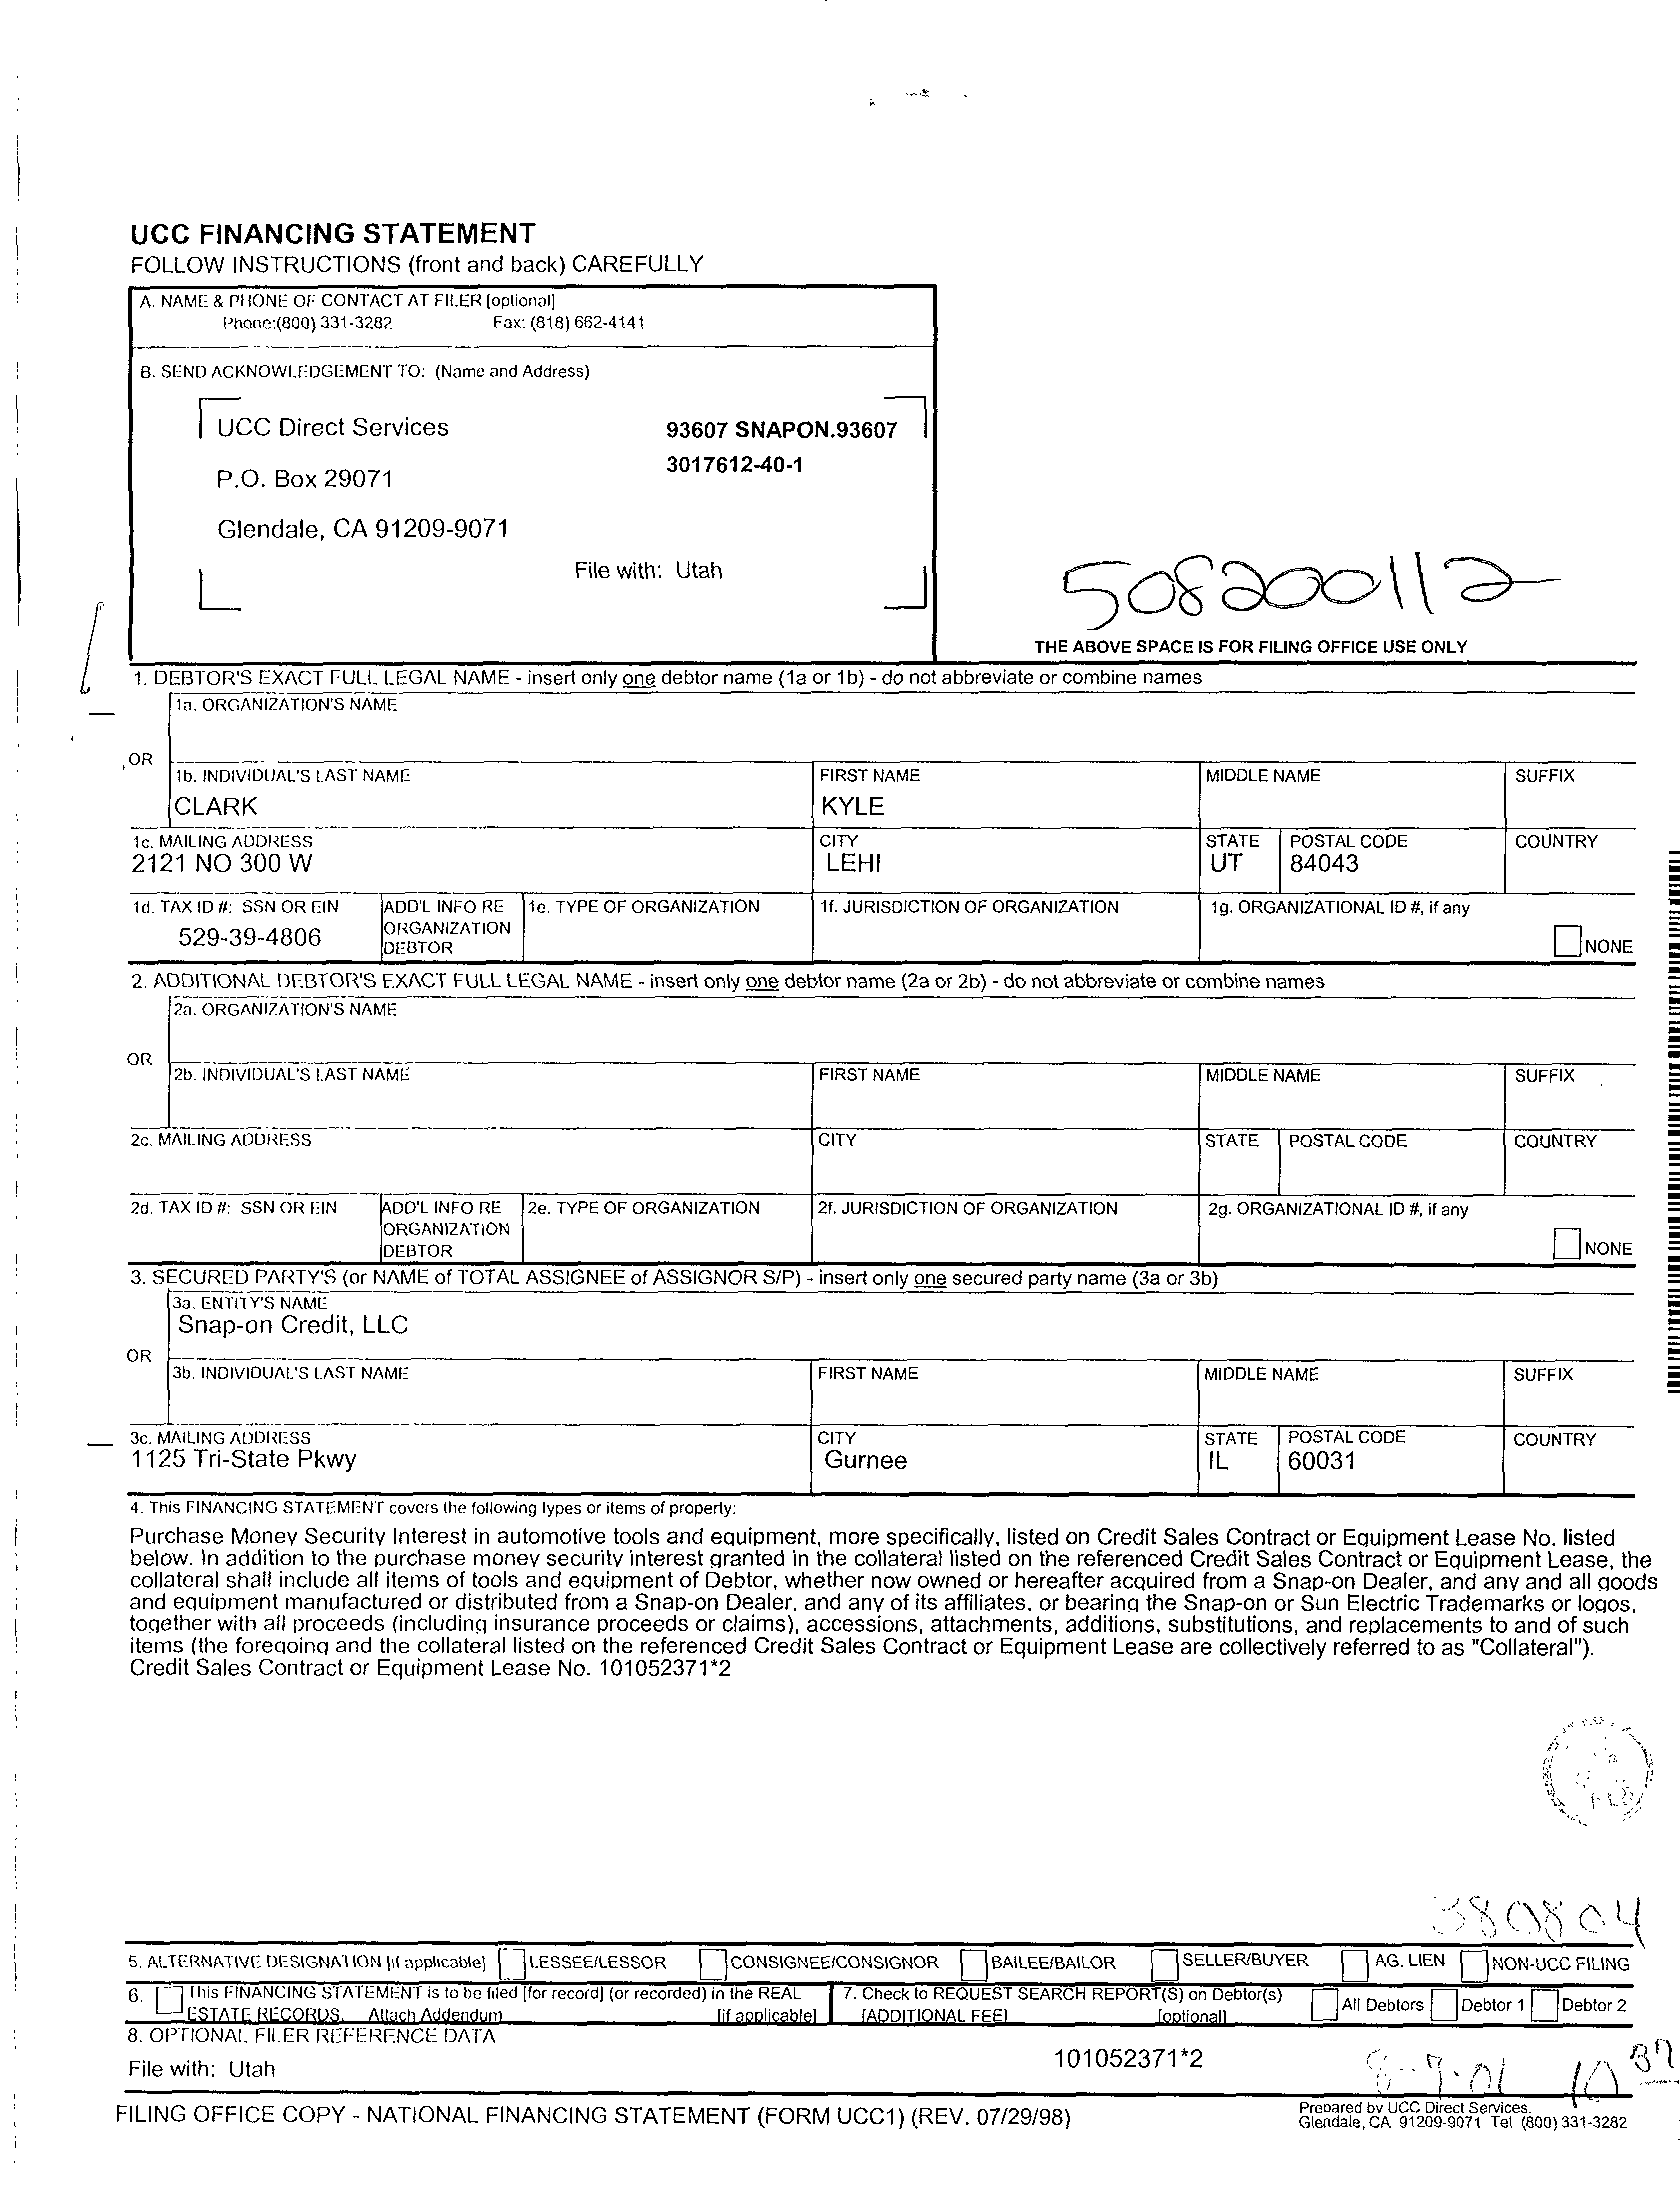 UCC FINANCING STATEMENT
FOLLOW INSTRUCTIONS (front and back) CAREFULLY
A. NAME & PHONE OF CONTACT AT FILER [optional]
Phone:(800) 331-3282 Fax: (818) 662-4141
B. SEND ACKNOWLEDGEMENT TO: (Name and Address)
UCC Direct Services 93607 SNAPON.93607
3017612-40-1
P.O. Box 29071
Glendale, CA 91209-9071
File with: Utah
508200112
THE ABOVE SPACE IS FOR FILING OFFICE USE ONLY
1. DEBTOR'S EXACT FULL LEGAL NAME - insert only one debtor name (1a or 1b) - do not abbreviate or combine names
1a. ORGANIZATION'S NAME
OR
1b. INDIVIDUAL'S LAST NAME FIRST NAME MIDDLE NAME SUFFIX
CLARK KYLE
1c. MAILING ADDRESS CITY STATE POSTAL CODE COUNTRY
2121 NO 300 W LEHI UT 84043
1d. TAX ID #: SSN OR EIN ADD'L INFO RE ORGANIZATION DEBTOR 1e. TYPE OF ORGANIZATION 1f. JURISDICTION OF ORGANIZATION 1g. ORGANIZATIONAL ID #, if any
529-39-4806 NONE
2. ADDITIONAL DEBTOR'S EXACT FULL LEGAL NAME - insert only one debtor name (2a or 2b) - do not abbreviate or combine names
2a. ORGANIZATION'S NAME
OR
2b. INDIVIDUAL'S LAST NAME FIRST NAME MIDDLE NAME SUFFIX
2c. MAILING ADDRESS CITY STATE POSTAL CODE COUNTRY
2d. TAX ID #: SSN OR EIN ADD'L INFO RE ORGANIZATION DEBTOR 2e. TYPE OF ORGANIZATION 2f. JURISDICTION OF ORGANIZATION 2g. ORGANIZATIONAL ID #, if any
NONE
3. SECURED PARTY'S (or NAME of TOTAL ASSIGNEE of ASSIGNOR S/P) - insert only one secured party name (3a or 3b)
3a. ENTITY'S NAME
Snap-on Credit, LLC
OR
3b. INDIVIDUAL'S LAST NAME FIRST NAME MIDDLE NAME SUFFIX
3c. MAILING ADDRESS CITY STATE POSTAL CODE COUNTRY
1125 Tri-State Pkwy Gurnee IL 60031
4. This FINANCING STATEMENT covers the following types or items of property:
Purchase Money Security Interest in automotive tools and equipment, more specifically, listed on Credit Sales Contract or Equipment Lease No. listed
below. In addition to the purchase money security interest granted in the collateral listed on the referenced Credit Sales Contract or Equipment Lease, the
collateral shall include all items of tools and equipment of Debtor, whether now owned or hereafter acquired from a Snap-on Dealer, and any and all goods
and equipment manufactured or distributed from a Snap-on Dealer, and any of its affiliates, or bearing the Snap-on or Sun Electric Trademarks or logos,
together with all proceeds (including insurance proceeds or claims), accessions, attachments, additions, substitutions, and replacements to and of such
items (the foregoing and the collateral listed on the referenced Credit Sales Contract or Equipment Lease are collectively referred to as "Collateral").
Credit Sales Contract or Equipment Lease No. 101052371*2
380804
5. ALTERNATIVE DESIGNATION [if applicable] LESSEE/LESSOR CONSIGNEE/CONSIGNOR BAILEE/BAILOR SELLER/BUYER AG. LIEN NON-UCC FILING
6. This FINANCING STATEMENT is to be filed [for record] (or recorded) in the REAL 7. Check to REQUEST SEARCH REPORT(S) on Debtor(s)
ESTATE RECORDS. Attach Addendum [if applicable] [ADDITIONAL FEE] [optional] All Debtors Debtor 1 Debtor 2
8. OPTIONAL FILER REFERENCE DATA
File with: Utah 101052371*2
FILING OFFICE COPY - NATIONAL FINANCING STATEMENT (FORM UCC1) (REV. 07/29/98)
Prepared by UCC Direct Services.
Glendale, CA 91209-9071 Tel (800) 331-3282